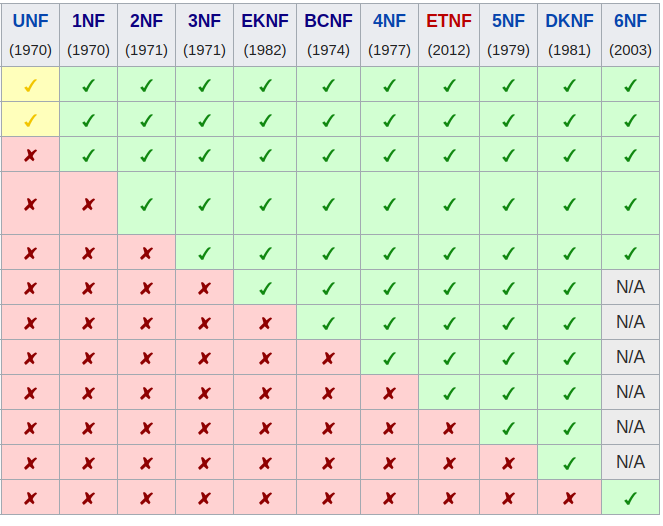 UNF 1NF 2NF 3NF EKNF BCNF 4NF ETNF 5NF DKNF 6NF
(1970) (1970) (1971) (1971) (1982) (1974) (1977) (2012) (1979) (1981) (2003)
✓ ✓ ✓ ✓ ✓ ✓ ✓ ✓ ✓ ✓ ✓
✓ ✓ ✓ ✓ ✓ ✓ ✓ ✓ ✓ ✓ ✓
✗ ✓ ✓ ✓ ✓ ✓ ✓ ✓ ✓ ✓ ✓
✗ ✗ ✓ ✓ ✓ ✓ ✓ ✓ ✓ ✓ ✓
✗ ✗ ✗ ✓ ✓ ✓ ✓ ✓ ✓ ✓ ✓
✗ ✗ ✗ ✗ ✓ ✓ ✓ ✓ ✓ ✓ N/A
✗ ✗ ✗ ✗ ✗ ✓ ✓ ✓ ✓ ✓ N/A
✗ ✗ ✗ ✗ ✗ ✗ ✓ ✓ ✓ ✓ N/A
✗ ✗ ✗ ✗ ✗ ✗ ✗ ✓ ✓ ✓ N/A
✗ ✗ ✗ ✗ ✗ ✗ ✗ ✗ ✓ ✓ N/A
✗ ✗ ✗ ✗ ✗ ✗ ✗ ✗ ✗ ✓ N/A
✗ ✗ ✗ ✗ ✗ ✗ ✗ ✗ ✗ ✗ ✓